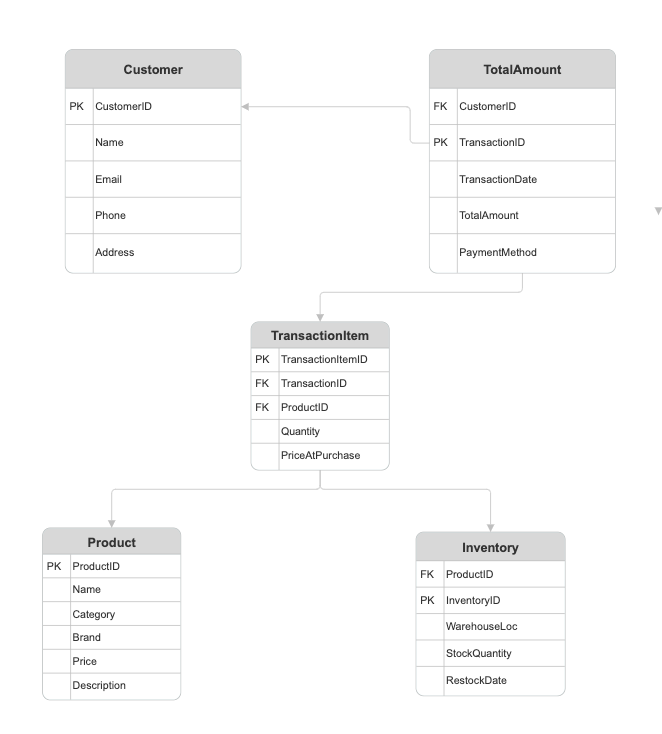 Customer
PK CustomerID
Name
Email
Phone
Address
TotalAmount
FK CustomerID
PK TransactionID
TransactionDate
TotalAmount
PaymentMethod
TransactionItem
PK TransactionItemID
FK TransactionID
FK ProductID
Quantity
PriceAtPurchase
Product
PK ProductID
Name
Category
Brand
Price
Description
Inventory
FK ProductID
PK InventoryID
WarehouseLoc
StockQuantity
RestockDate